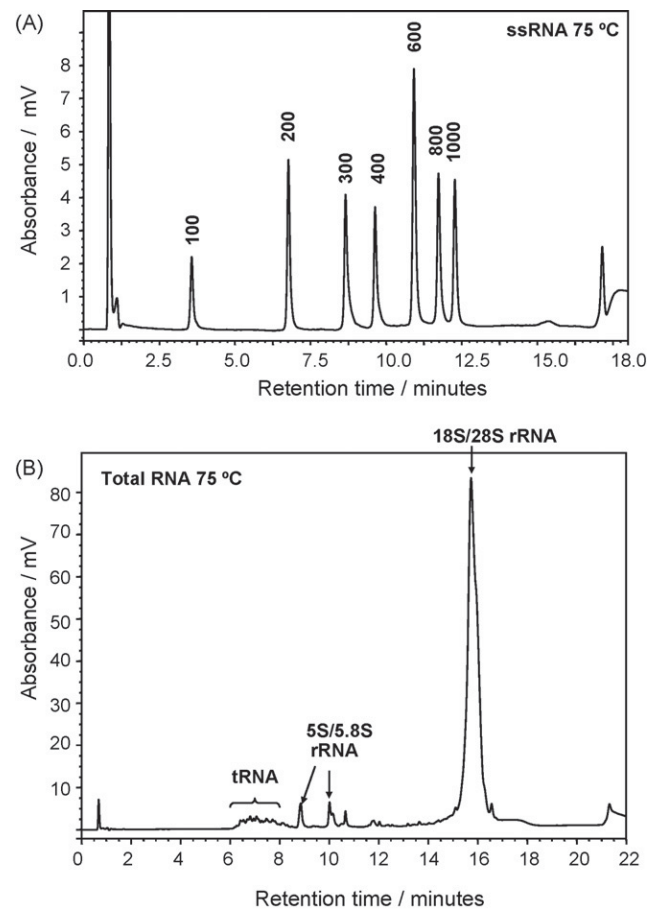 (A)
ssRNA 75 ºC
Absorbance / mV
8
7
6
5
4
3
2
1
100
200
300
400
600
800
1000
0.0 2.5 5.0 7.5 10.0 12.5 15.0 18.0
Retention time / minutes
(B)
Total RNA 75 ºC
18S/28S rRNA
Absorbance / mV
80
70
60
50
40
30
20
10
tRNA
5S/5.8S
rRNA
0 2 4 6 8 10 12 14 16 18 20 22
Retention time / minutes